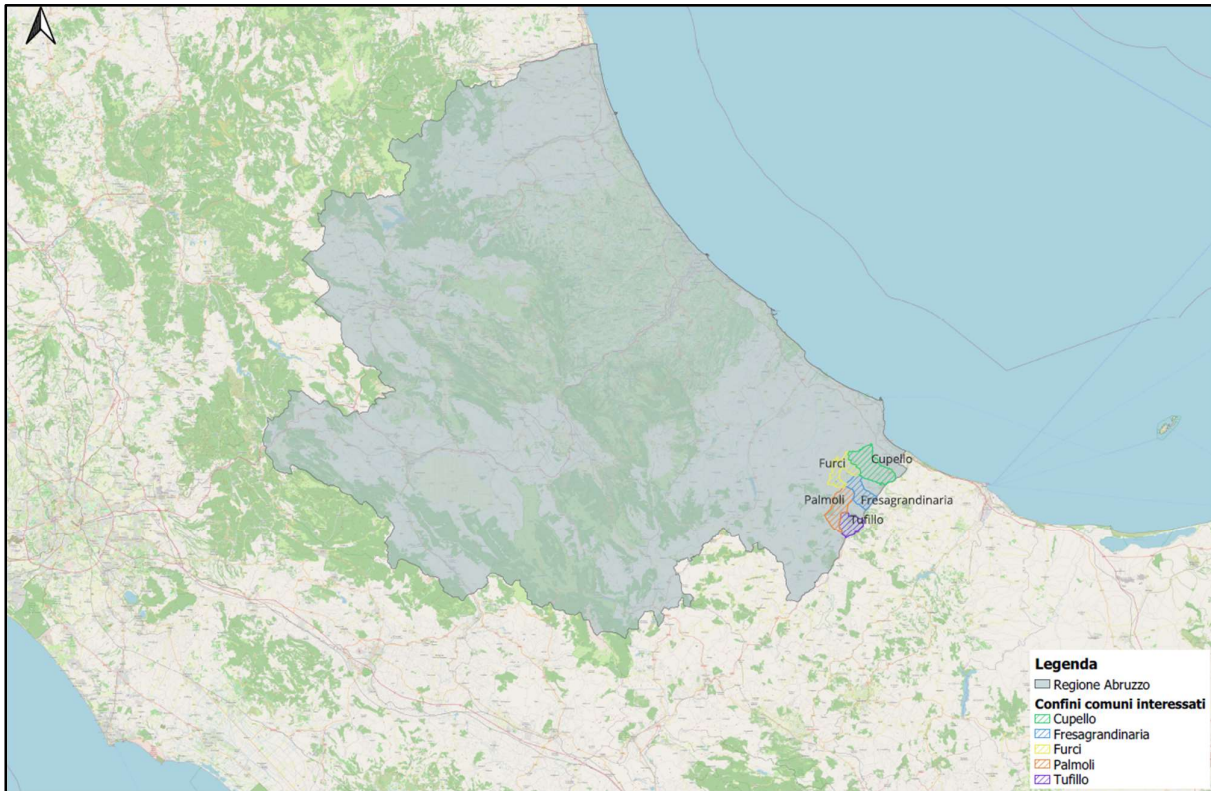 Cupello
Furci
Palmoli
Fresagrandinaria
Tufillo
Legenda
Regione Abruzzo
Confini comuni interessati
Cupello
Fresagrandinaria
Furci
Palmoli
Tufillo